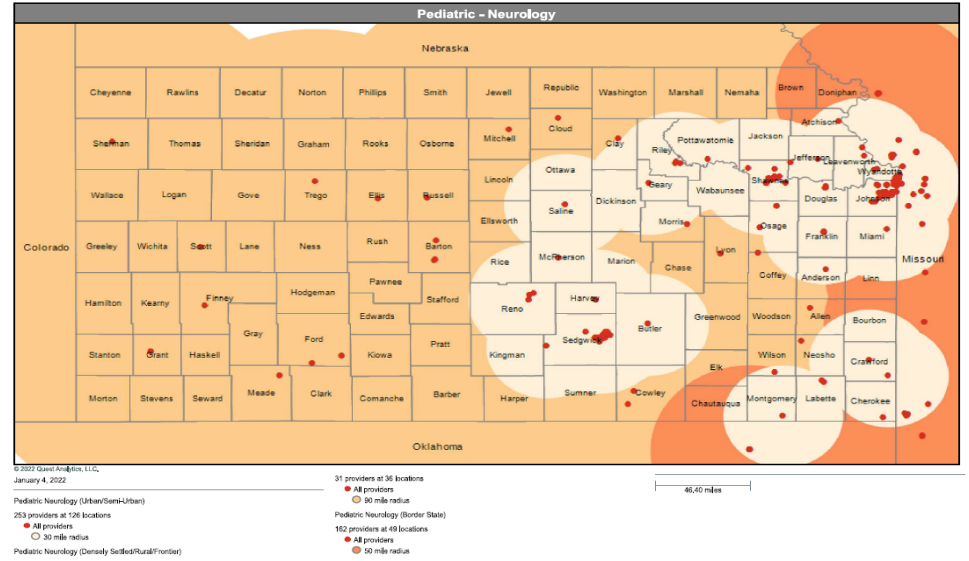 Pediatric - Neurology
Nebraska
Cheyenne Rawlins Decatur Norton Phillips Smith Jewell Republic Washington Marshall Nemaha Brown Doniphan
Atchison
Sherman Thomas Sheridan Graham Rooks Osborne Mitchell Cloud Clay Riley Pottawatomie Jackson
Jefferson Leavenworth
Wyandotte
Wallace Logan Gove Trego Ellis Russell Lincoln Ottawa Geary Wabaunsee Shawnee Douglas Johnson
Saline Dickinson
Ellsworth Morris Osage Franklin Miami
Colorado Greeley Wichita Scott Lane Ness Rush Barton Lyon
Missouri
Rice McPherson Marion Chase Coffey Anderson Linn
Pawnee
Hamilton Kearny Finney Hodgeman Stafford Reno Harvey
Edwards
Greenwood Woodson Allen Bourbon
Gray Ford Sedgwick Butler
Stanton Grant Haskell Kiowa Pratt Kingman Wilson Neosho Crawford
Elk
Morton Stevens Seward Meade Clark Comanche Barber Harper Sumner Cowley Chautauqua Montgomery Labette Cherokee
Oklahoma
© 2022 Quest Analytics, LLC.
January 4, 2022
Pediatric Neurology (Urban/Semi-Urban)
253 providers at 126 locations
All providers
30 mile radius
Pediatric Neurology (Densely Settled/Rural/Frontier)
31 providers at 36 locations
All providers
90 mile radius
Pediatric Neurology (Border State)
162 providers at 49 locations
All providers
50 mile radius
46.40 miles